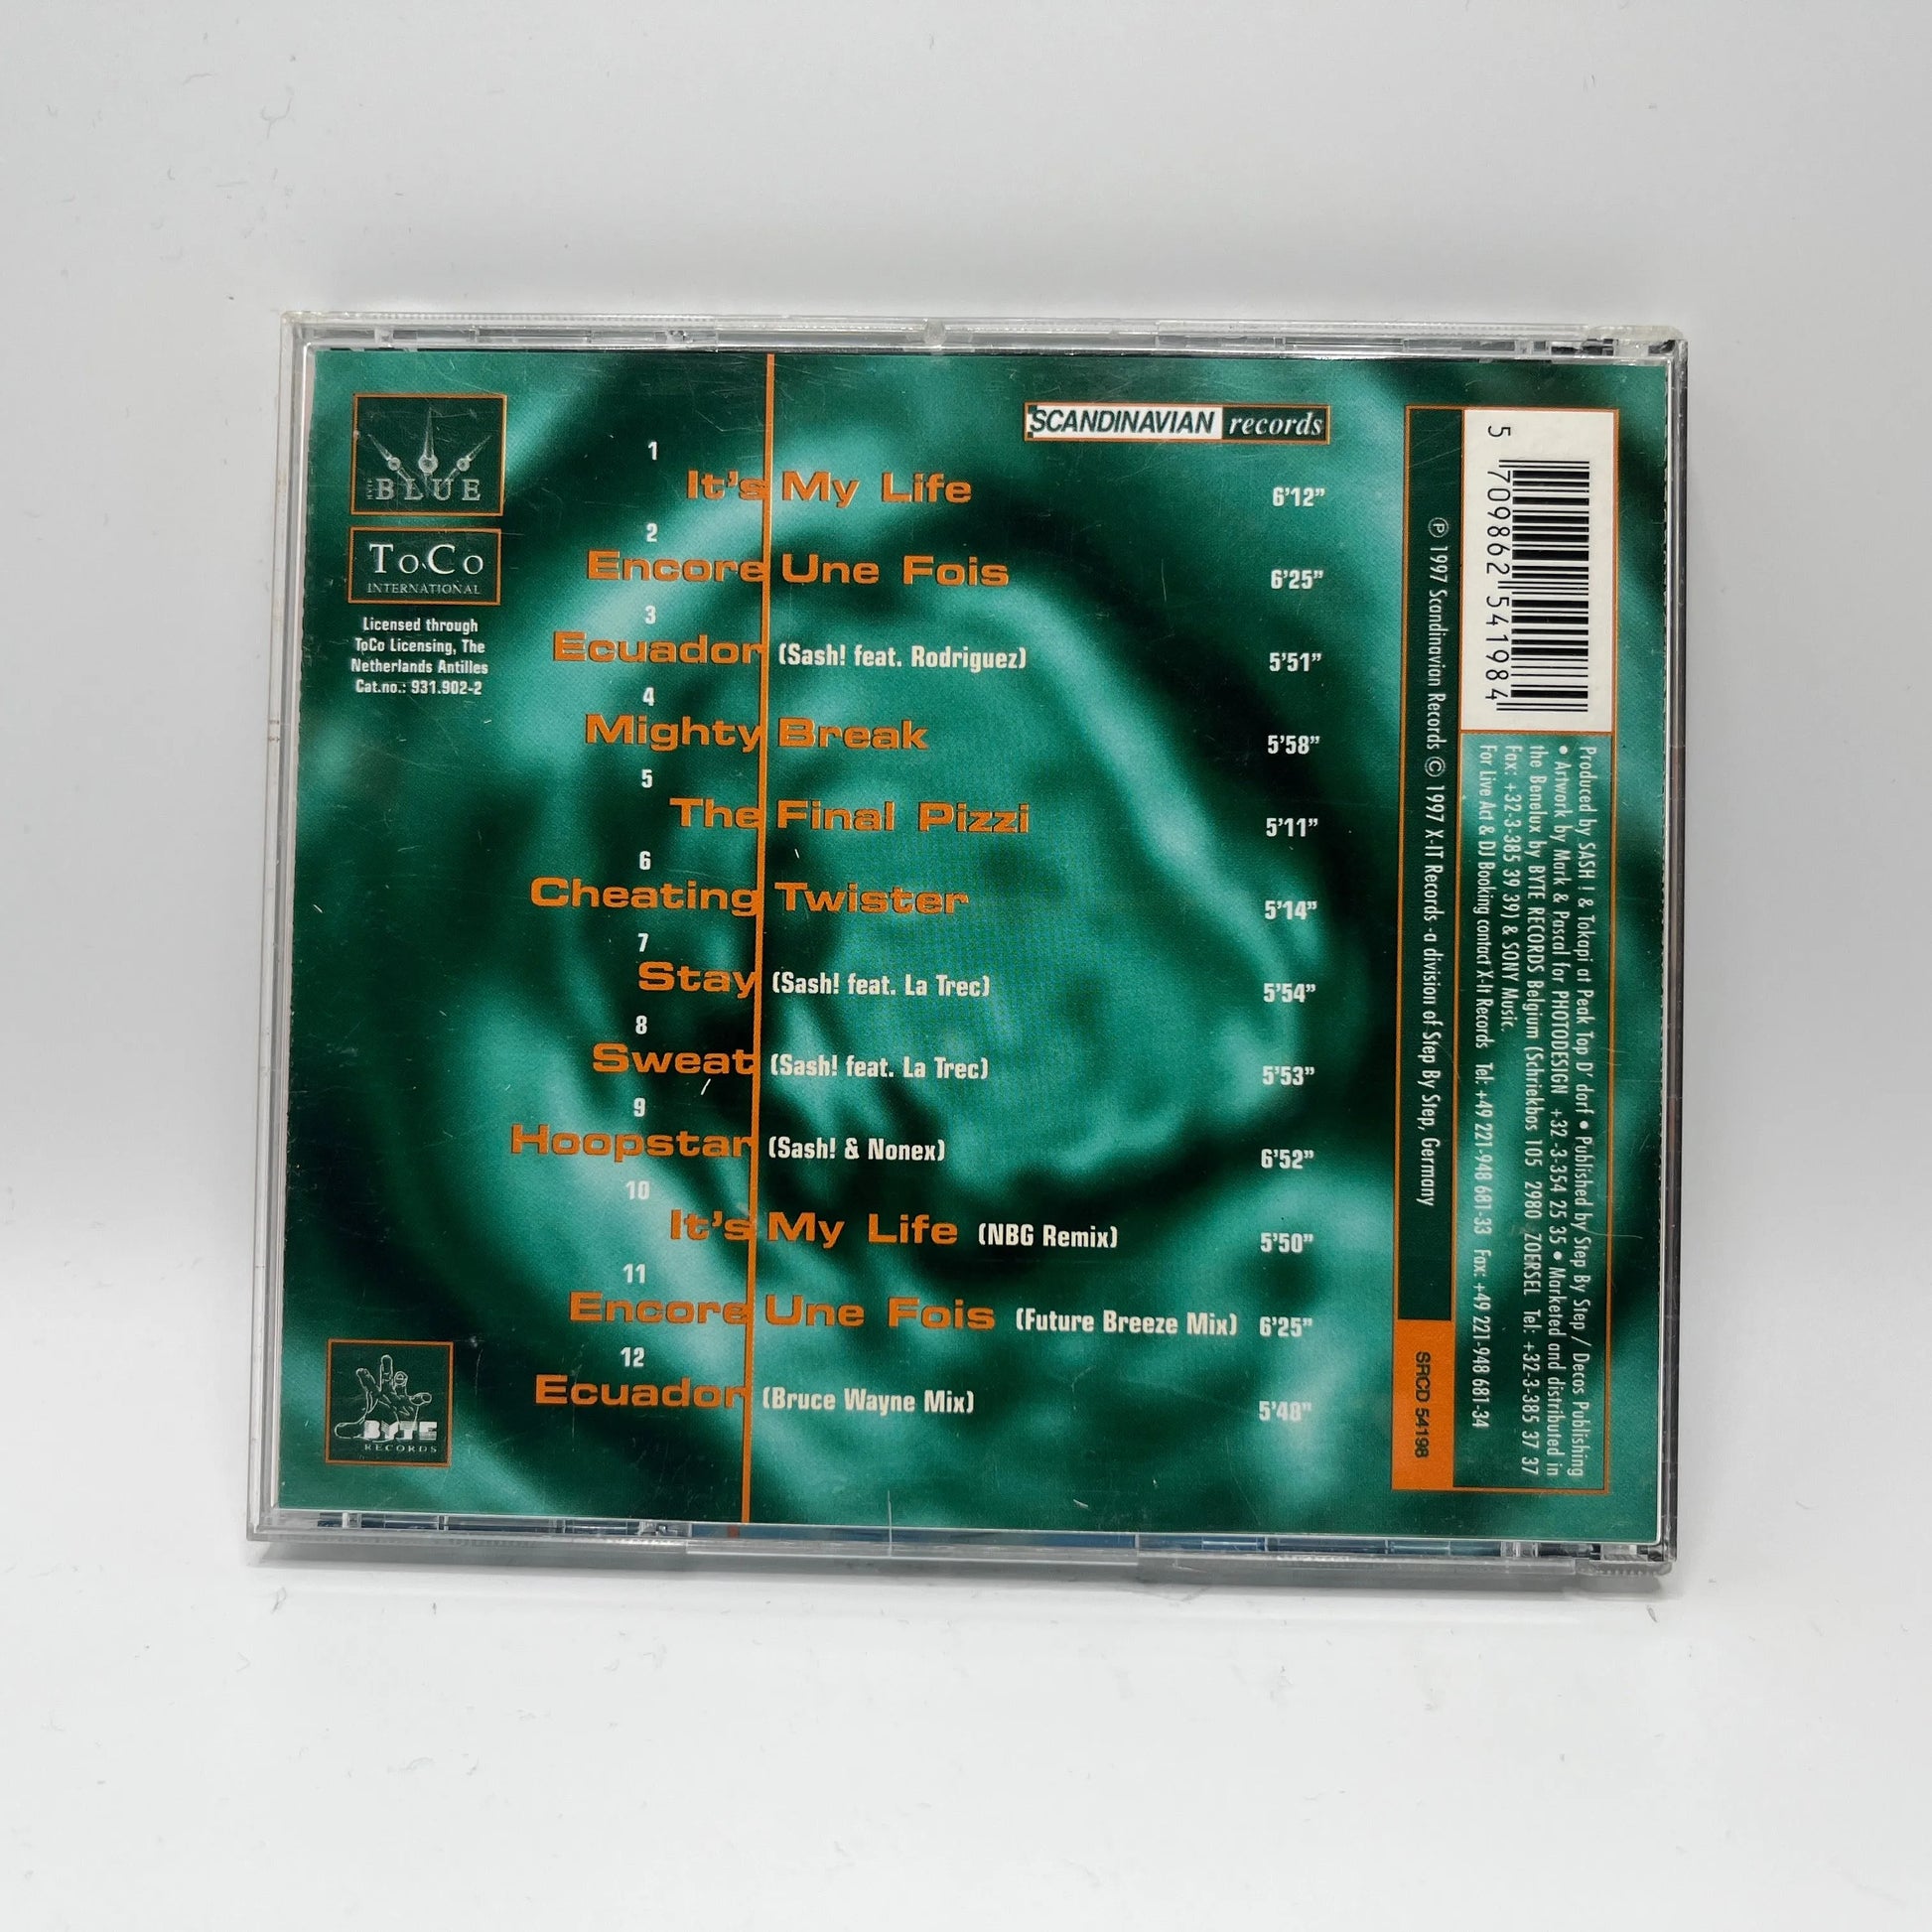 BLUE
ToCo
INTERNATIONAL
Licensed through
ToCo Licensing, The
Netherlands Antilles
Cat.no.: 931.902-2
SCANDINAVIAN records
1
It's My Life 6'12"
2
Encore Une Fois 6'25"
3
Ecuador (Sash! feat. Rodriguez) 5'51"
4
Mighty Break 5'58"
5
The Final Pizzi 5'11"
6
Cheating Twister 5'14"
7
Stay (Sash! feat. La Trec) 5'54"
8
Sweat (Sash! feat. La Trec) 5'53"
9
Hoopstar (Sash! & Nonex) 6'52"
10
It's My Life (NBG Remix) 5'50"
11
Encore Une Fois (Future Breeze Mix) 6'25"
12
Ecuador (Bruce Wayne Mix) 5'48"
BYTE
RECORDS
5 709862 541984
Produced by SASH ! & Tokapi at Peak Top D' dorf • Published by Step By Step / Decos Publishing
• Artwork by Mark & Pascal for PHOTODESIGN +32.-3-354 25 35 • Marketed and distributed in
the Benelux by BYTE RECORDS Belgium (Schriekbos 105 2980 ZOERSEL Tel: +32-3-385 37 37
Fax: +32-3-385 39 39) & SONY Music.
For Live Act & DJ Booking contact X-It Records Tel: +49 221-948 681-33 Fax: +49 221-948 681-34
℗ 1997 Scandinavian Records © 1997 X-IT Records -a division of Step By Step, Germany
SRCD 54198